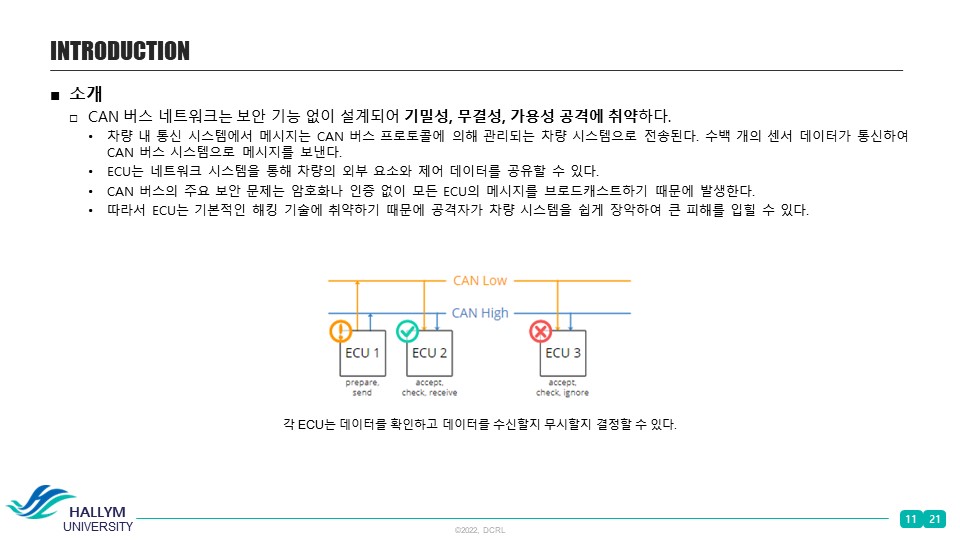 INTRODUCTION
■ 소개
□ CAN 버스 네트워크는 보안 기능 없이 설계되어 기밀성, 무결성, 가용성 공격에 취약하다.
• 차량 내 통신 시스템에서 메시지는 CAN 버스 프로토콜에 의해 관리되는 차량 시스템으로 전송된다. 수백 개의 센서 데이터가 통신하여
CAN 버스 시스템으로 메시지를 보낸다.
• ECU는 네트워크 시스템을 통해 차량의 외부 요소와 제어 데이터를 공유할 수 있다.
• CAN 버스의 주요 보안 문제는 암호화나 인증 없이 모든 ECU의 메시지를 브로드캐스트하기 때문에 발생한다.
• 따라서 ECU는 기본적인 해킹 기술에 취약하기 때문에 공격자가 차량 시스템을 쉽게 장악하여 큰 피해를 입힐 수 있다.
CAN Low
CAN High
ECU 1
ECU 2
ECU 3
prepare,
send
accept,
check, receive
accept,
check, ignore
각 ECU는 데이터를 확인하고 데이터를 수신할지 무시할지 결정할 수 있다.
HALLYM
UNIVERSITY
©2022, DCRL
11 21